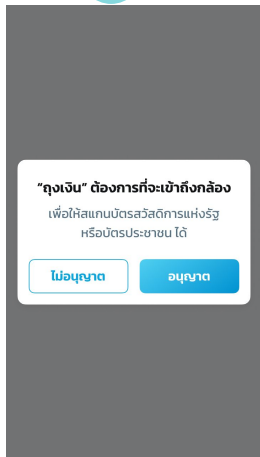 “ถุงเงิน” ต้องการที่จะเข้าถึงกล้อง
เพื่อให้สแกนบัตรสวัสดิการแห่งรัฐ
หรือบัตรประชาชน ได้
ไม่อนุญาต
อนุญาต